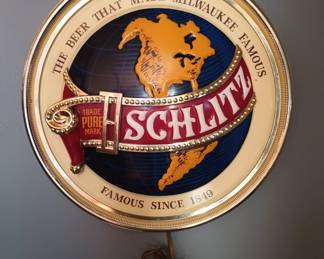 THE BEER THAT MADE MILWAUKEE FAMOUS
SCHLITZ
TRADE
PURE
MARK
FAMOUS SINCE 1849